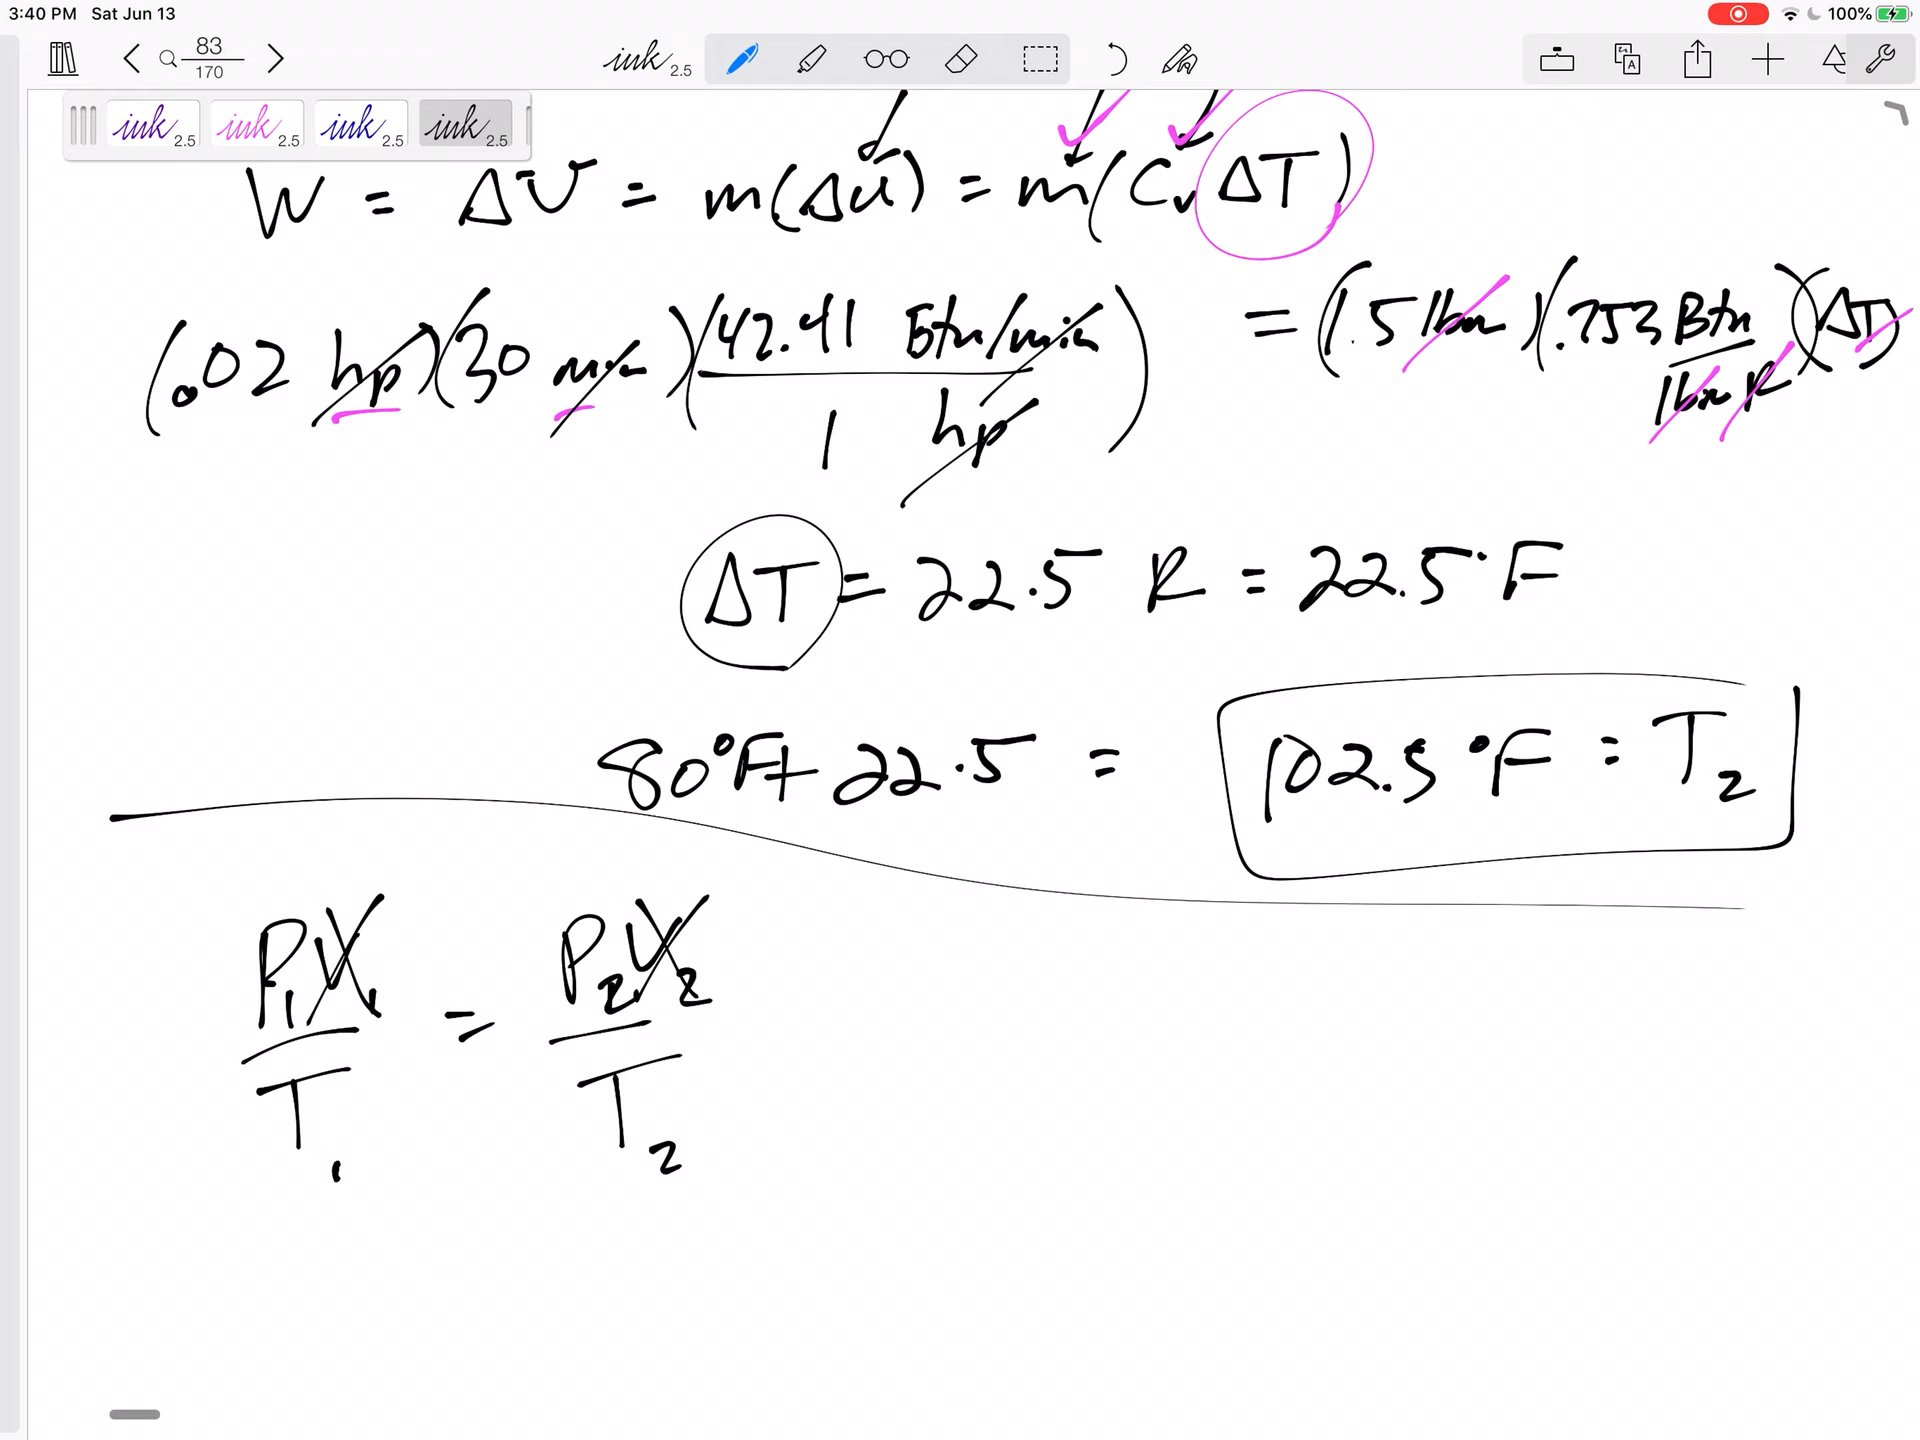 3:40 PM Sat Jun 13 100%
83
170
ink 2.5
ink 2.5 ink 2.5 ink 2.5 ink 2.5
W = ΔU = m(Δu) = m(Cv ΔT)
(.02 hp)(30 min)(42.41 Btu/min / 1 hp) = (1.5 lbm)(.753 Btu / lbm R)(ΔT)
ΔT = 22.5 R = 22.5°F
80°F + 22.5 = 102.5 °F = T2
P1V1 / T1 = P2V2 / T2